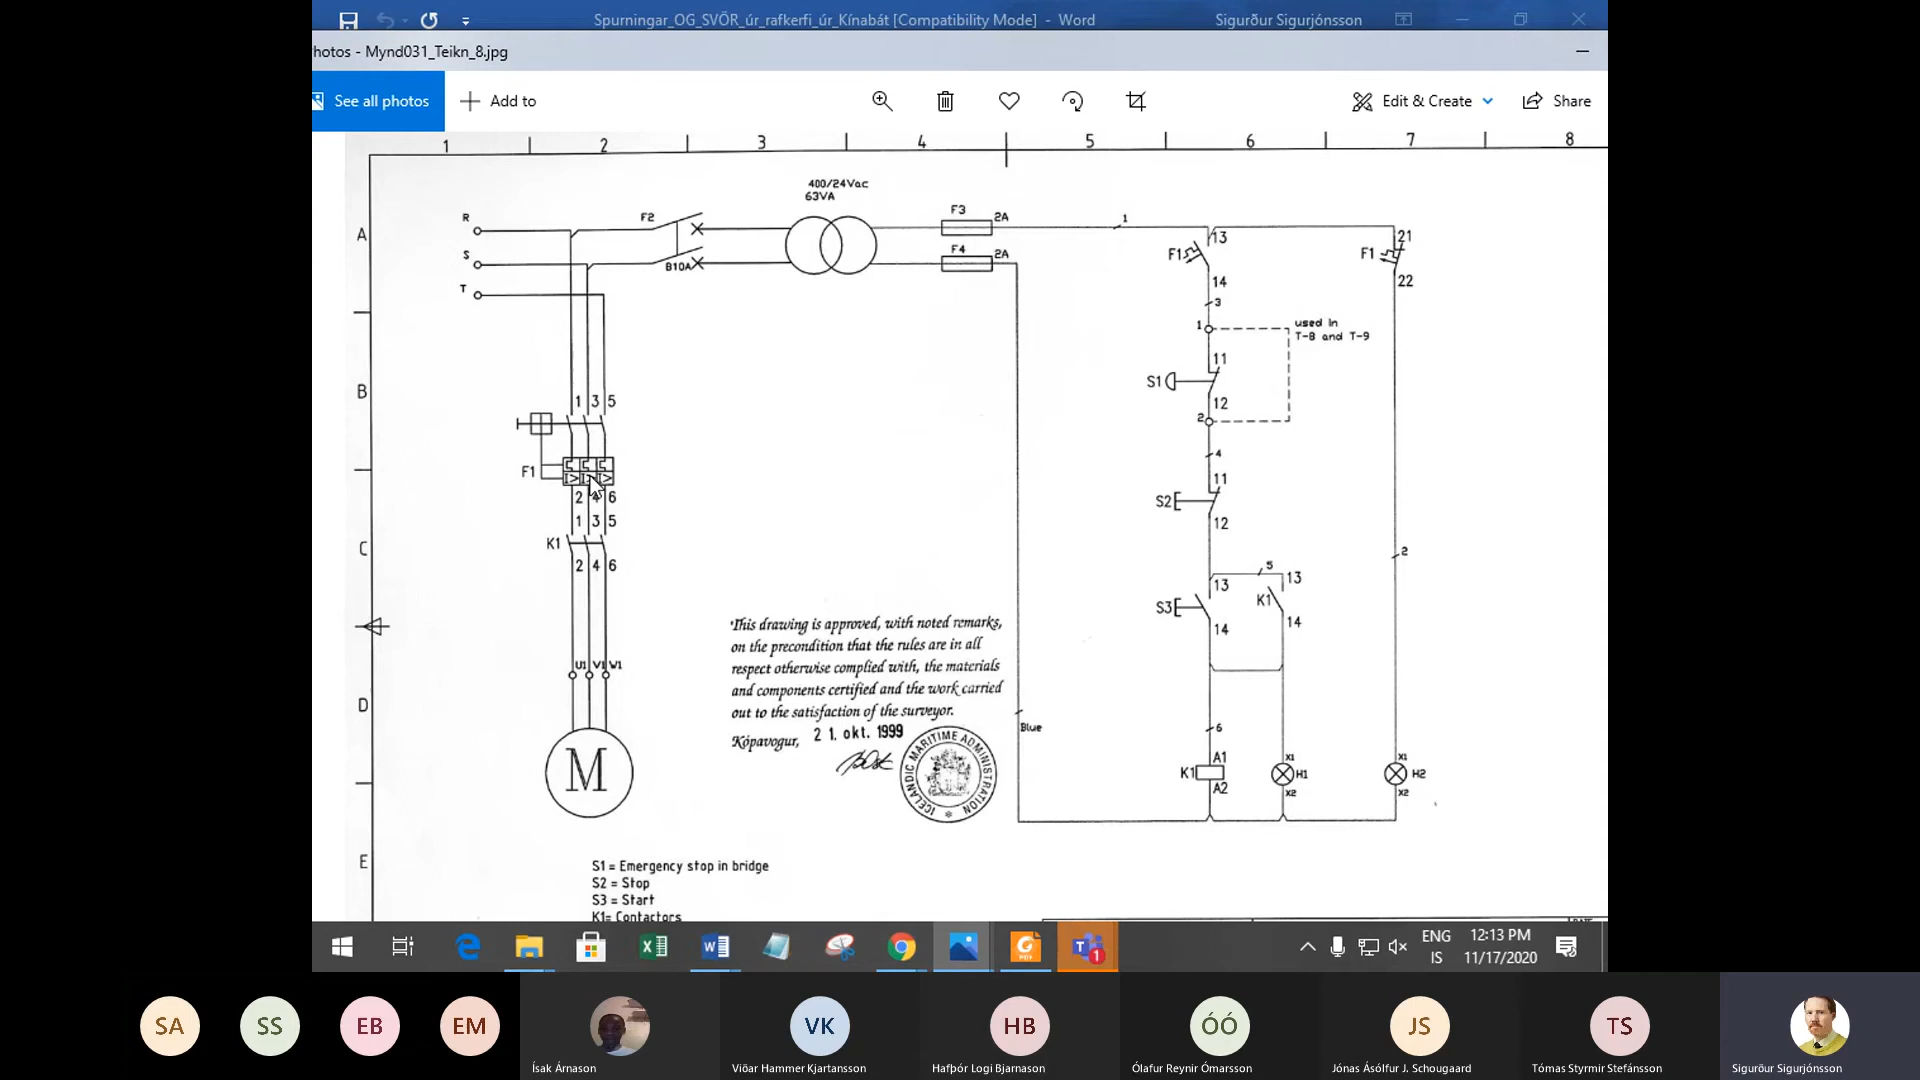 Spurningar_OG_SVÖR_úr_rafkerfi_úr_Kínabát [Compatibility Mode] - Word
Sigurður Sigurjónsson
hotos - Mynd031_Teikn_8.jpg
See all photos
Add to
Edit & Create
Share
1 2 3 4 5 6 7 8
400/24Vac
63VA
A
R
S
T
F2
B10A
F3
2A
F4
2A
1
13
F1
14
3
21
F1
22
1
used in
T-8 and T-9
B
11
S1
12
2
4
1 3 5
F1
I> I> I>
2 4 6
1 3 5
K1
2 4 6
11
S2
12
C
2
5
13
S3
14
13
K1
14
U1 V1 W1
D
M
This drawing is approved, with noted remarks,
on the precondition that the rules are in all
respect otherwise complied with, the materials
and components certified and the work carried
out to the satisfaction of the surveyor.
Kópavogur, 21. okt. 1999
ICELANDIC MARITIME ADMINISTRATION
Blue
6
A1
K1
A2
X1
H1
X2
X1
H2
X2
E
S1 = Emergency stop in bridge
S2 = Stop
S3 = Start
K1= Contactors
DATE
ENG
IS
12:13 PM
11/17/2020
1
SA
SS
EB
EM
VK
HB
ÓÓ
JS
TS
Ísak Árnason
Viðar Hammer Kjartansson
Hafþór Logi Bjarnason
Ólafur Reynir Ómarsson
Jónas Ásólfur J. Schougaard
Tómas Styrmir Stefánsson
Sigurður Sigurjónsson